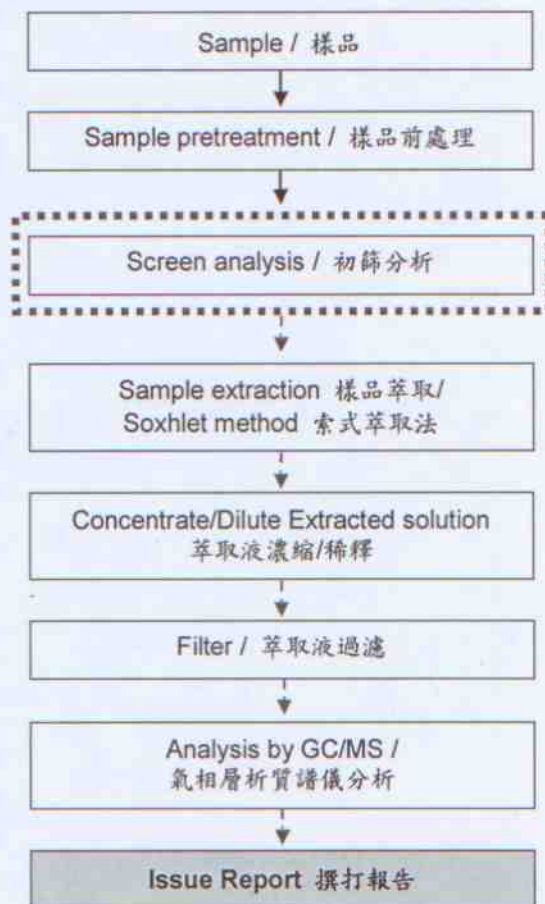 Sample / 樣品
Sample pretreatment / 樣品前處理
Screen analysis / 初篩分析
Sample extraction 樣品萃取/
Soxhlet method 索式萃取法
Concentrate/Dilute Extracted solution
萃取液濃縮/稀釋
Filter / 萃取液過濾
Analysis by GC/MS /
氣相層析質譜儀分析
Issue Report 撰打報告